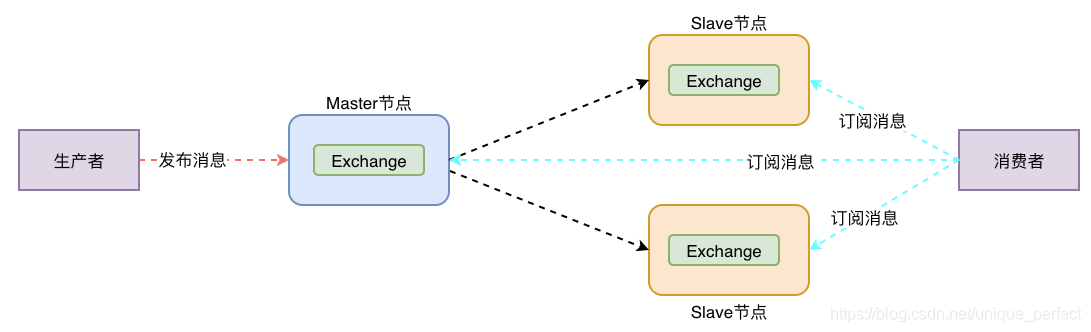 Slave节点
Exchange
订阅消息
Master节点
Exchange
生产者
发布消息
订阅消息
消费者
订阅消息
Exchange
Slave节点
https://blog.csdn.net/unique_perfect